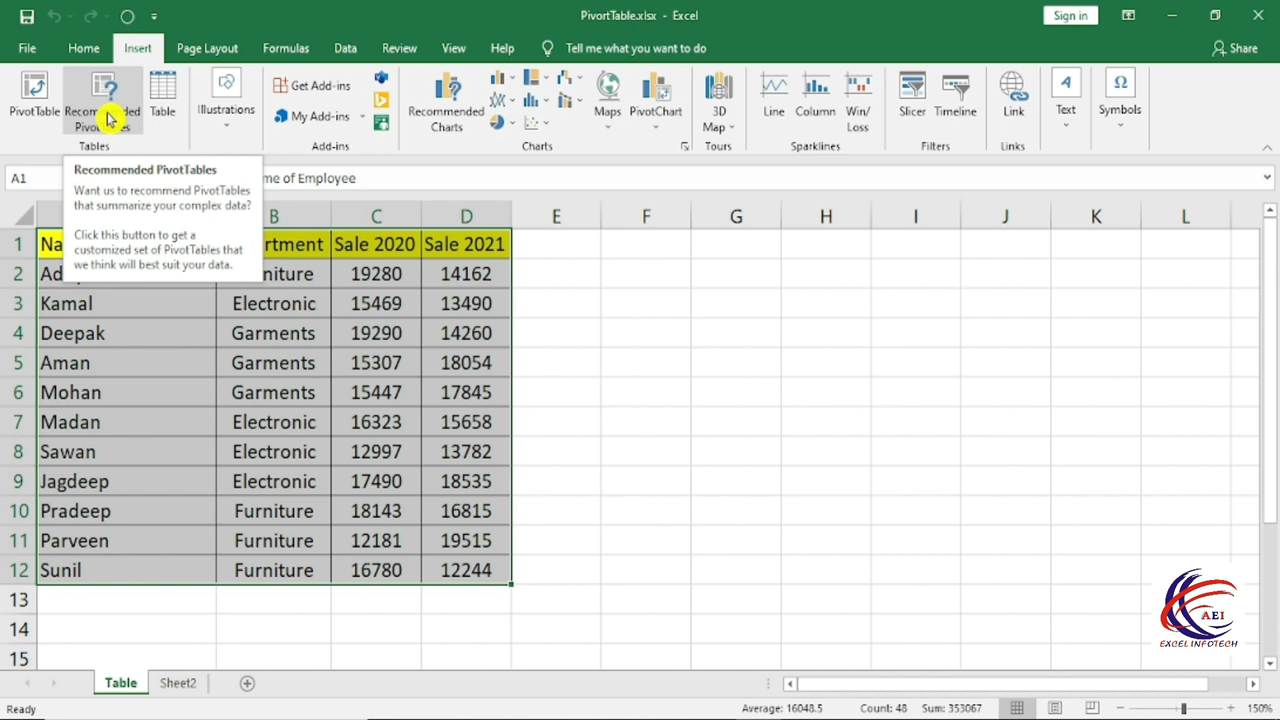 PivortTable.xlsx - Excel
Sign in
File Home Insert Page Layout Formulas Data Review View Help Tell me what you want to do Share
PivotTable
Recommended
PivotTables
Table
Tables
Illustrations
Get Add-ins
My Add-ins
Add-ins
Recommended
Charts
Maps
PivotChart
Charts
3D
Map
Tours
Line
Column
Win/
Loss
Sparklines
Slicer
Timeline
Filters
Link
Links
Text
Symbols
A1
me of Employee
Recommended PivotTables
Want us to recommend PivotTables
that summarize your complex data?
Click this button to get a
customized set of PivotTables that
we think will best suit your data.
B C D E F G H I J K L
1 Na rtment Sale 2020 Sale 2021
2 niture 19280 14162
3 Kamal Electronic 15469 13490
4 Deepak Garments 19290 14260
5 Aman Garments 15307 18054
6 Mohan Garments 15447 17845
7 Madan Electronic 16323 15658
8 Sawan Electronic 12997 13782
9 Jagdeep Electronic 17490 18535
10 Pradeep Furniture 18143 16815
11 Parveen Furniture 12181 19515
12 Sunil Furniture 16780 12244
13
14
15
AEI
EXCEL INFOTECH
Table Sheet2
Ready
Average: 16048.5 Count: 48 Sum: 353067
150%